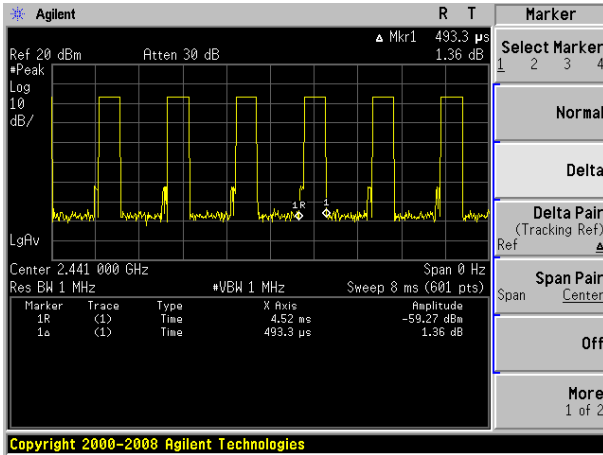 Agilent
R T
Marker
Δ Mkr1 493.3 µs
Ref 20 dBm Atten 30 dB 1.36 dB
#Peak
Log
10
dB/
1R 1
LgAv
Center 2.441 000 GHz Span 0 Hz
Res BW 1 MHz #VBW 1 MHz Sweep 8 ms (601 pts)
Marker Trace Type X Axis Amplitude
1R (1) Time 4.52 ms -59.27 dBm
1Δ (1) Time 493.3 µs 1.36 dB
Select Marker
1 2 3 4
Normal
Delta
Delta Pair
(Tracking Ref)
Ref Δ
Span Pair
Span Center
Off
More
1 of 2
Copyright 2000-2008 Agilent Technologies